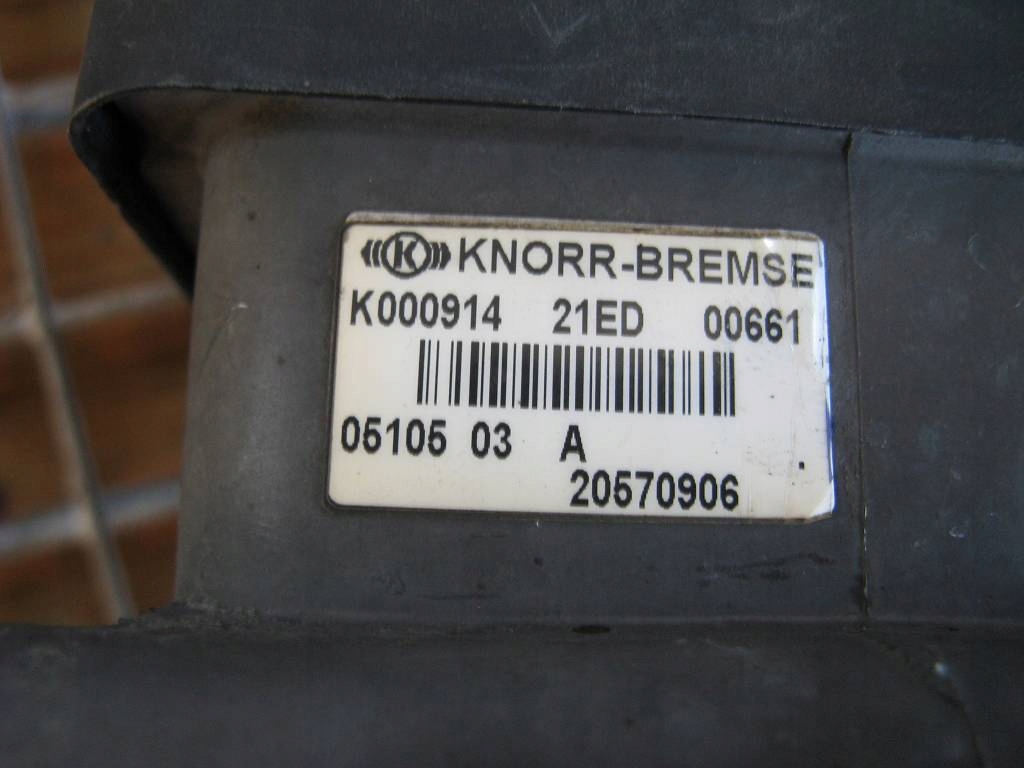 K KNORR-BREMSE
K000914 21ED 00661
05105 03 A
20570906